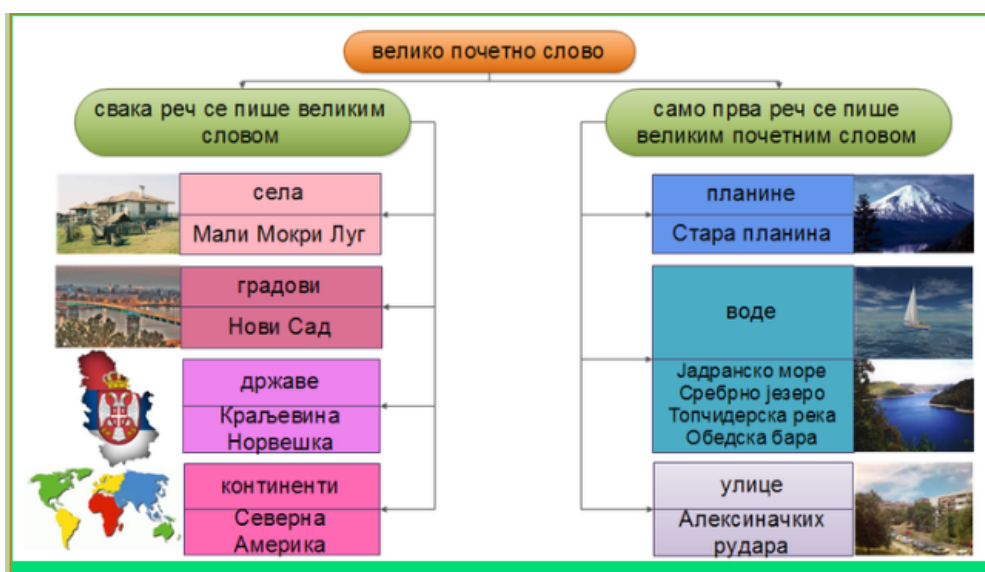 велико почетно слово
свака реч се пише великим
словом
села
Мали Мокри Луг
градови
Нови Сад
државе
Краљевина
Норвешка
континенти
Северна
Америка
само прва реч се пише
великим почетним словом
планине
Стара планина
воде
Јадранско море
Сребрно језеро
Топчидерска река
Обедска бара
улице
Алексиначких
рудара